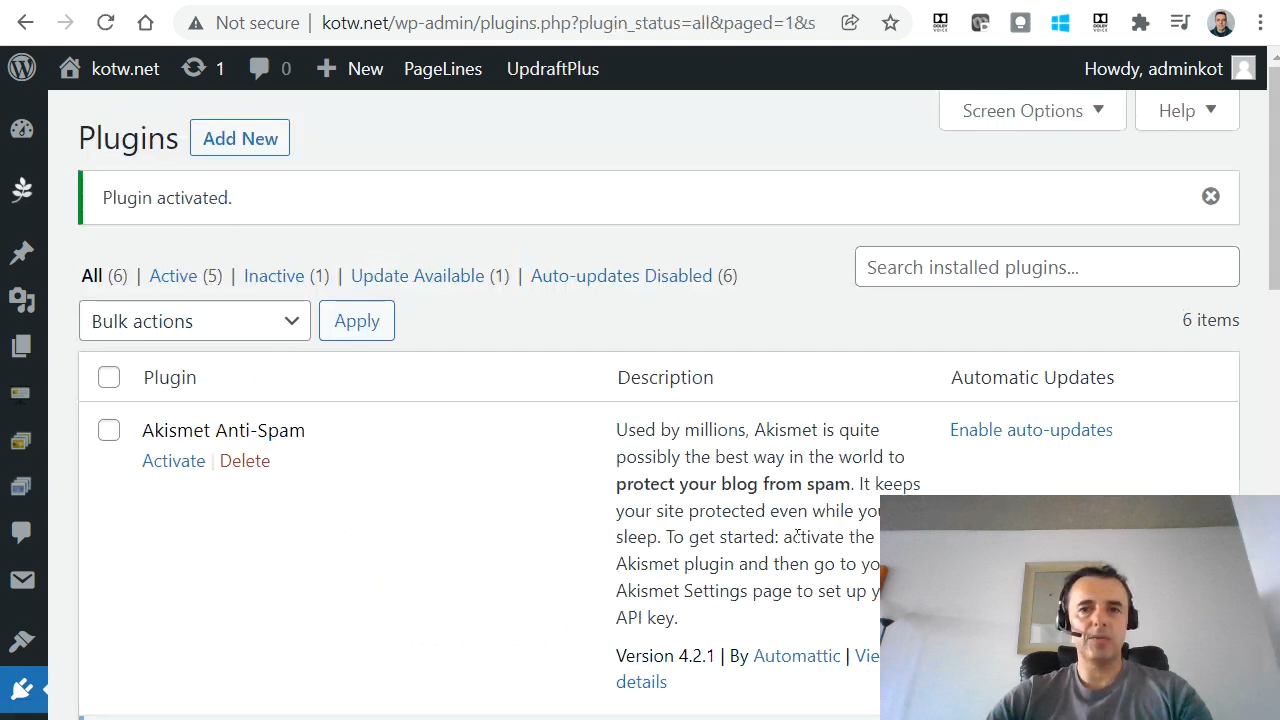 Not secure
kotw.net/wp-admin/plugins.php?plugin_status=all&paged=1&s
kotw.net 1 0 New PageLines UpdraftPlus Howdy, adminkot
Screen Options Help
Plugins Add New
Plugin activated.
All (6) | Active (5) | Inactive (1) | Update Available (1) | Auto-updates Disabled (6)
Search installed plugins...
Bulk actions Apply 6 items
Plugin Description Automatic Updates
Akismet Anti-Spam
Activate | Delete
Used by millions, Akismet is quite
possibly the best way in the world to
protect your blog from spam. It keeps
your site protected even while you
sleep. To get started: activate the
Akismet plugin and then go to yo
Akismet Settings page to set up y
API key.
Version 4.2.1 | By Automattic | Vie
details
Enable auto-updates